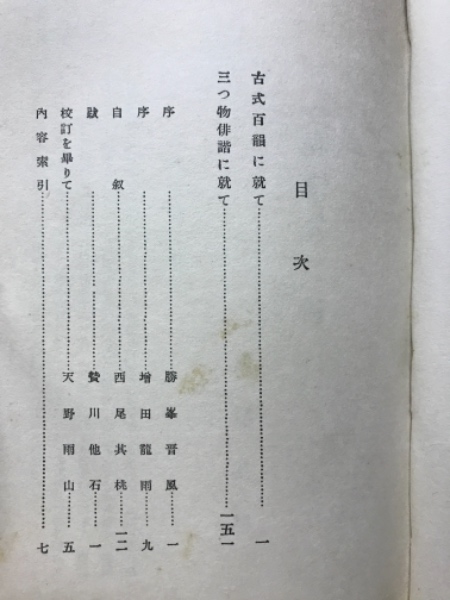 目次
古式百韻に就て……一
三つ物俳諧に就て……一五一
序……勝峯晋風……一
序……增田龍雨……九
自叙……西尾其桃……一二
跋……贄川他石……一
校訂を畢りて……天野雨山……五
內容索引……七